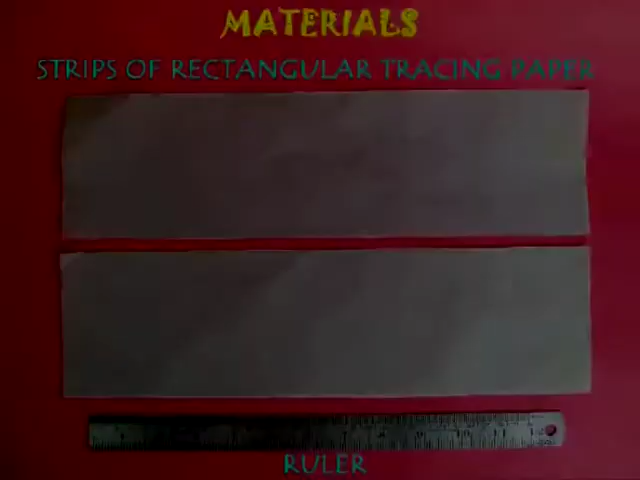 MATERIALS
STRIPS OF RECTANGULAR TRACING PAPER
RULER